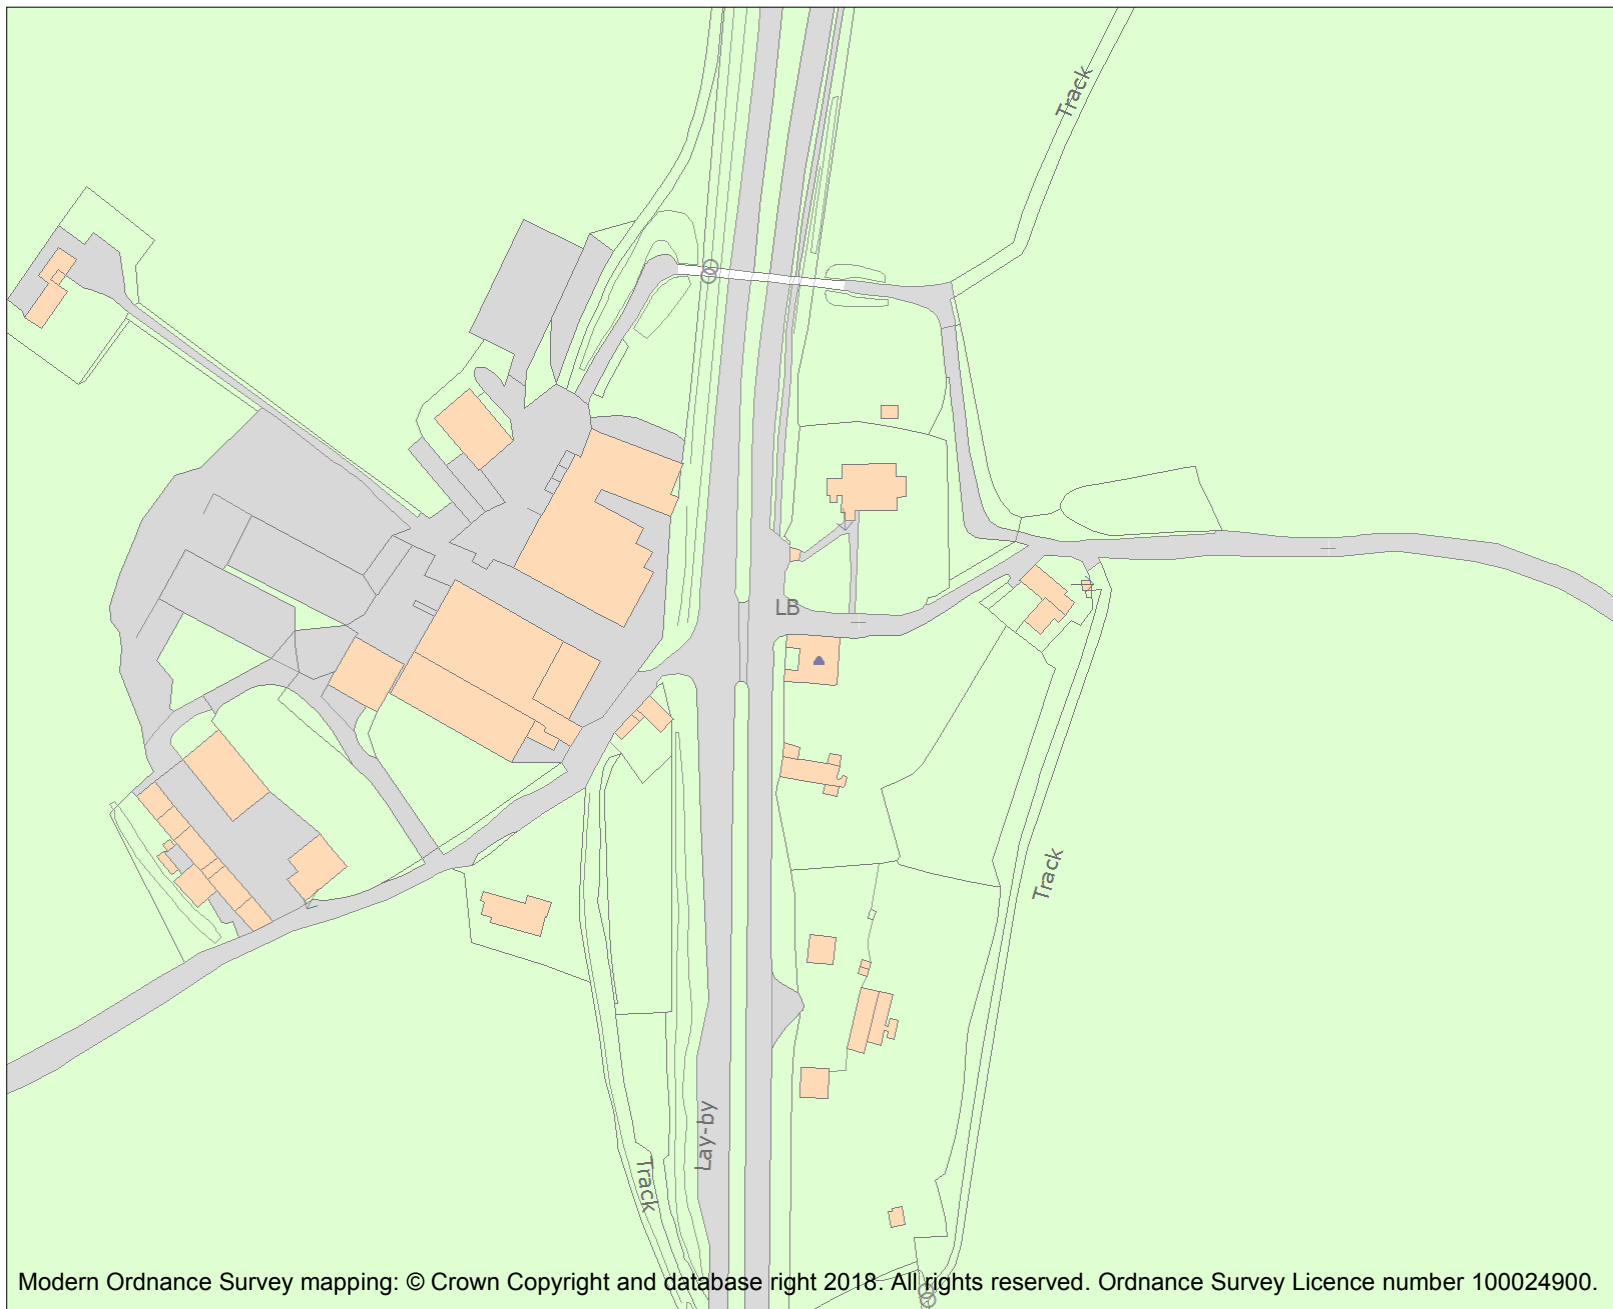 Track
LB
Track
Lay-by
Track
Modern Ordnance Survey mapping: © Crown Copyright and database right 2018. All rights reserved. Ordnance Survey Licence number 100024900.